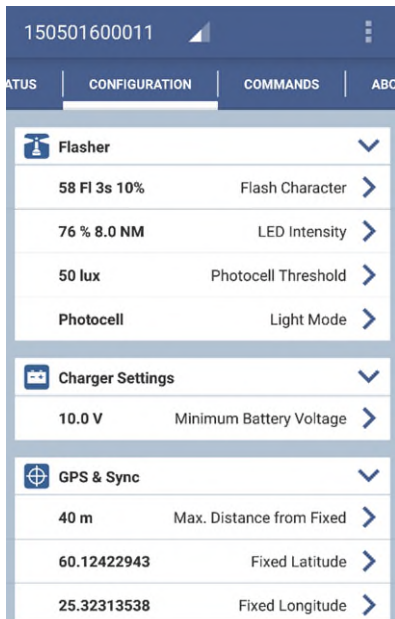 150501600011
ATUS CONFIGURATION COMMANDS ABO
Flasher
58 Fl 3s 10% Flash Character
76 % 8.0 NM LED Intensity
50 lux Photocell Threshold
Photocell Light Mode
Charger Settings
10.0 V Minimum Battery Voltage
GPS & Sync
40 m Max. Distance from Fixed
60.12422943 Fixed Latitude
25.32313538 Fixed Longitude